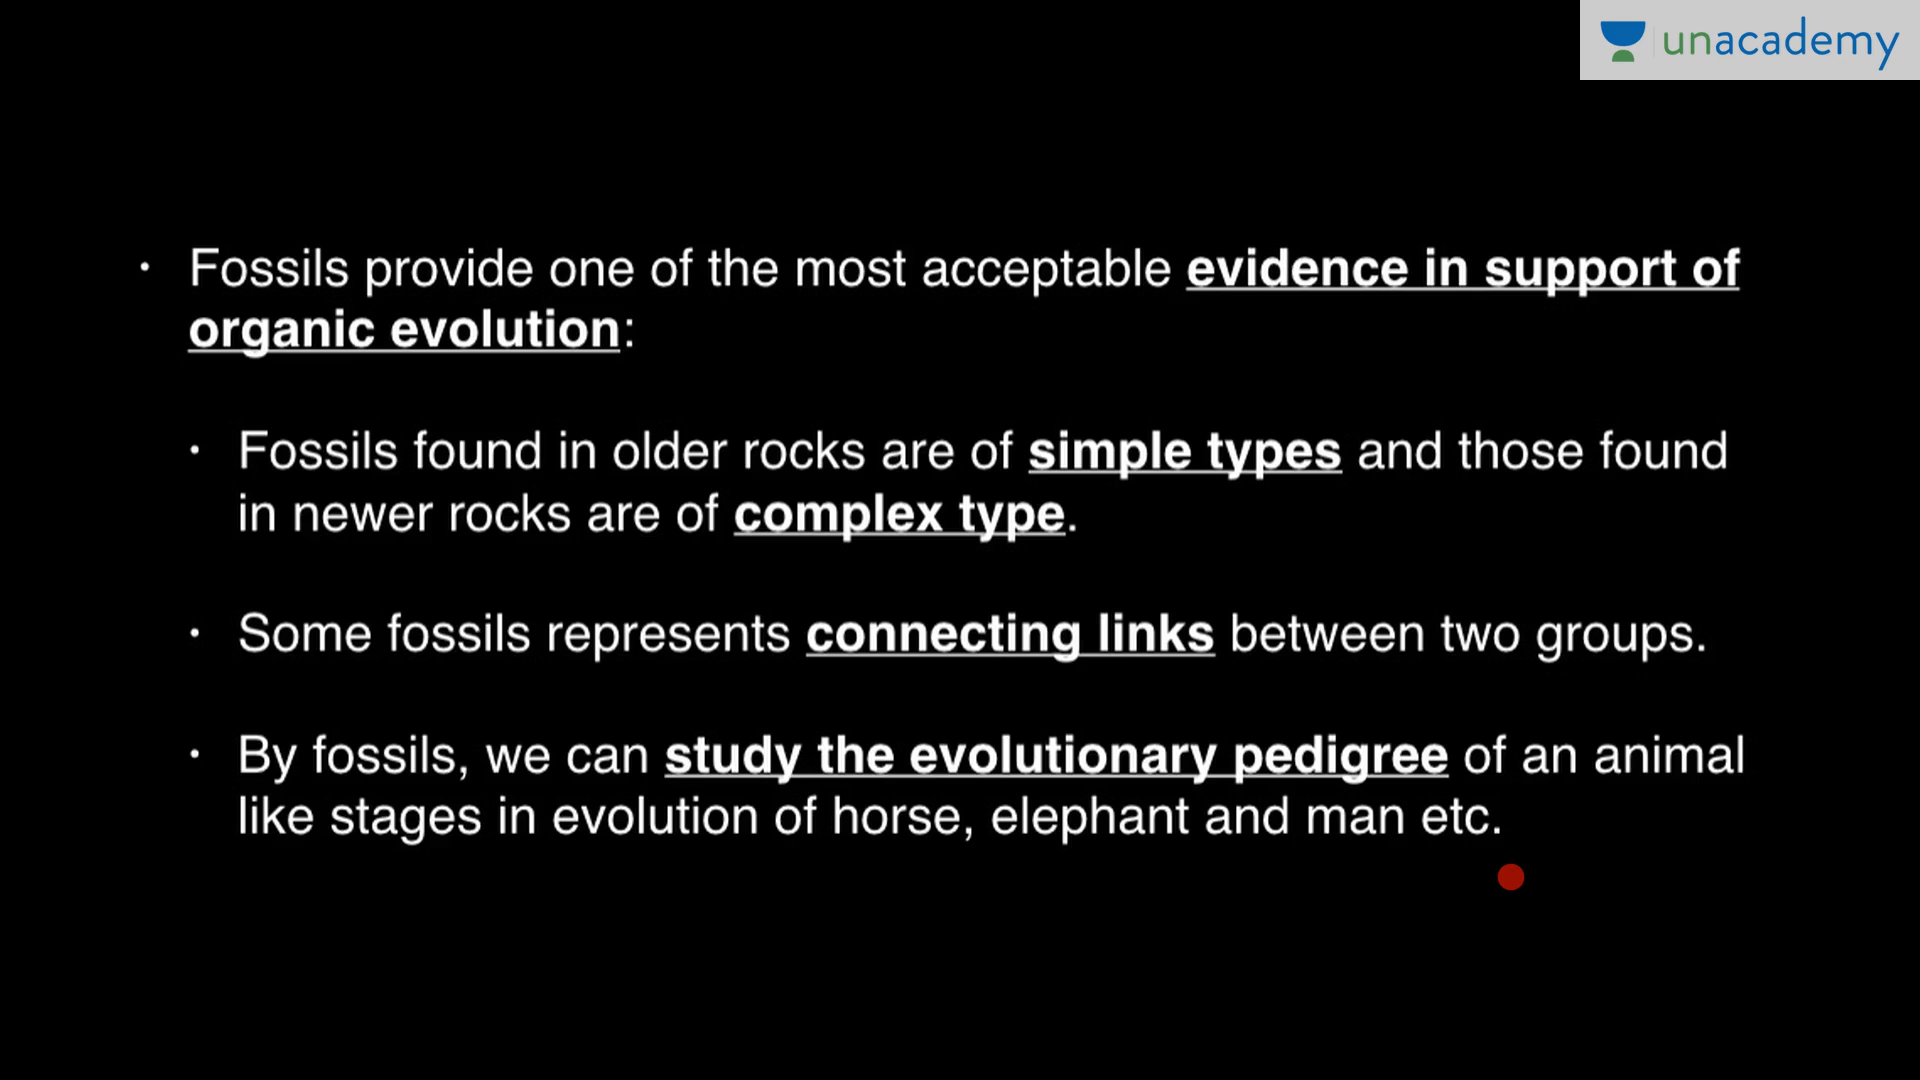 unacademy
• Fossils provide one of the most acceptable evidence in support of
organic evolution:
• Fossils found in older rocks are of simple types and those found
in newer rocks are of complex type.
• Some fossils represents connecting links between two groups.
• By fossils, we can study the evolutionary pedigree of an animal
like stages in evolution of horse, elephant and man etc.